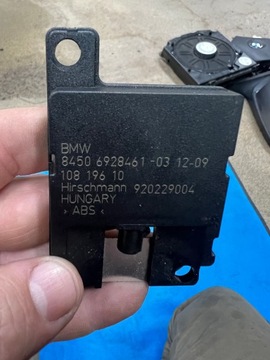 BMW
8450 6928461 -03 12-09
108 196 10
Hirschmann 920229004
HUNGARY
> ABS <